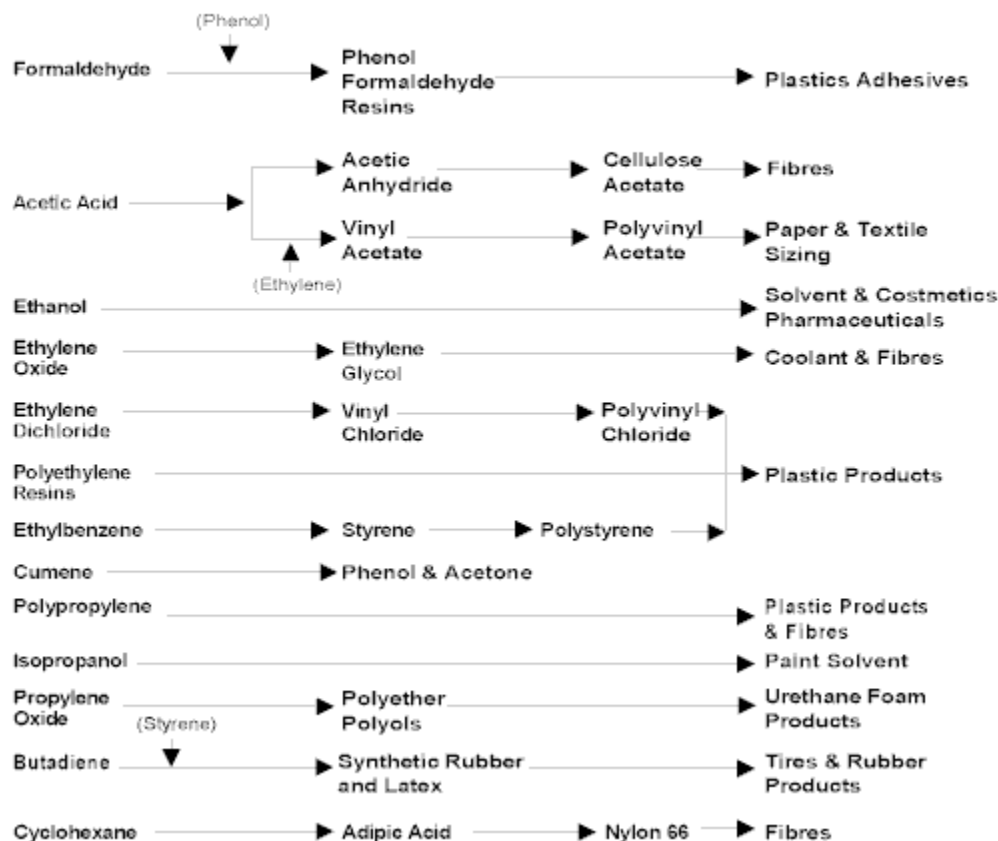 (Phenol)
Formaldehyde
Phenol
Formaldehyde
Resins
Plastics Adhesives
Acetic Acid
Acetic
Anhydride
Cellulose
Acetate
Fibres
Vinyl
Acetate
Polyvinyl
Acetate
Paper & Textile
Sizing
(Ethylene)
Ethanol
Solvent & Costmetics
Pharmaceuticals
Ethylene
Oxide
Ethylene
Glycol
Coolant & Fibres
Ethylene
Dichloride
Vinyl
Chloride
Polyvinyl
Chloride
Polyethylene
Resins
Plastic Products
Ethylbenzene
Styrene
Polystyrene
Cumene
Phenol & Acetone
Polypropylene
Plastic Products
& Fibres
Isopropanol
Paint Solvent
Propylene
Oxide
Polyether
Polyols
Urethane Foam
Products
(Styrene)
Butadiene
Synthetic Rubber
and Latex
Tires & Rubber
Products
Cyclohexane
Adipic Acid
Nylon 66
Fibres